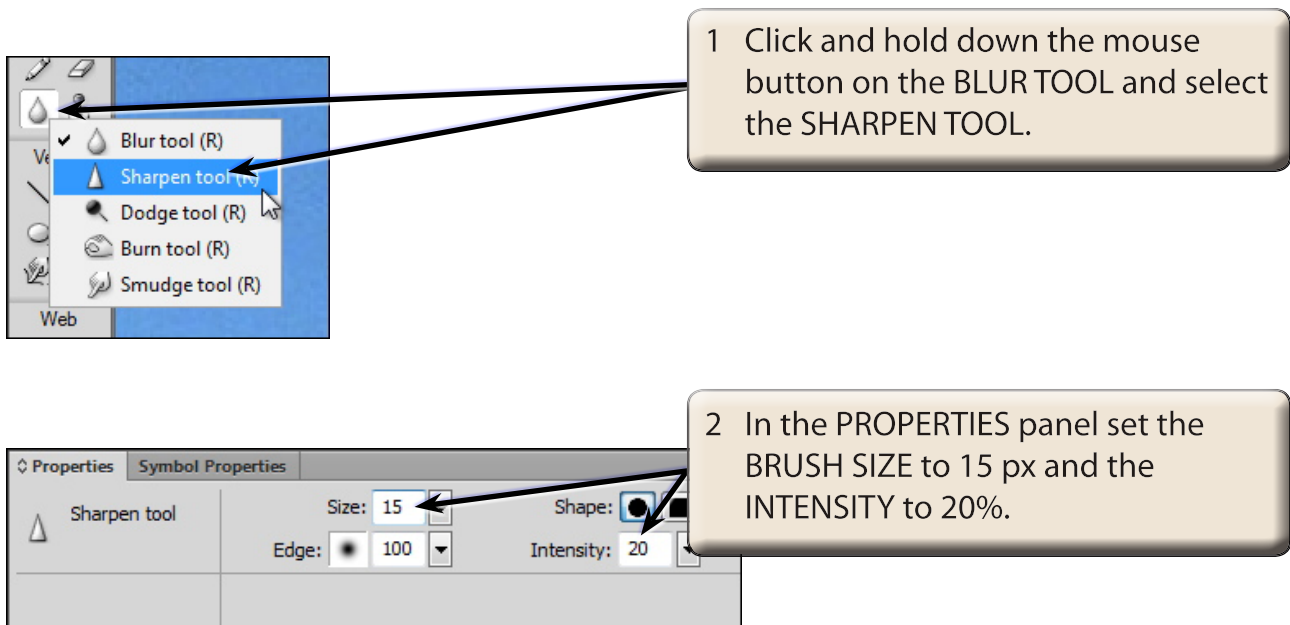 1 Click and hold down the mouse
button on the BLUR TOOL and select
the SHARPEN TOOL.
Blur tool (R)
Sharpen tool (R)
Dodge tool (R)
Burn tool (R)
Smudge tool (R)
Web
2 In the PROPERTIES panel set the
BRUSH SIZE to 15 px and the
INTENSITY to 20%.
Properties Symbol Properties
Sharpen tool Size: 15 Shape:
Edge: 100 Intensity: 20